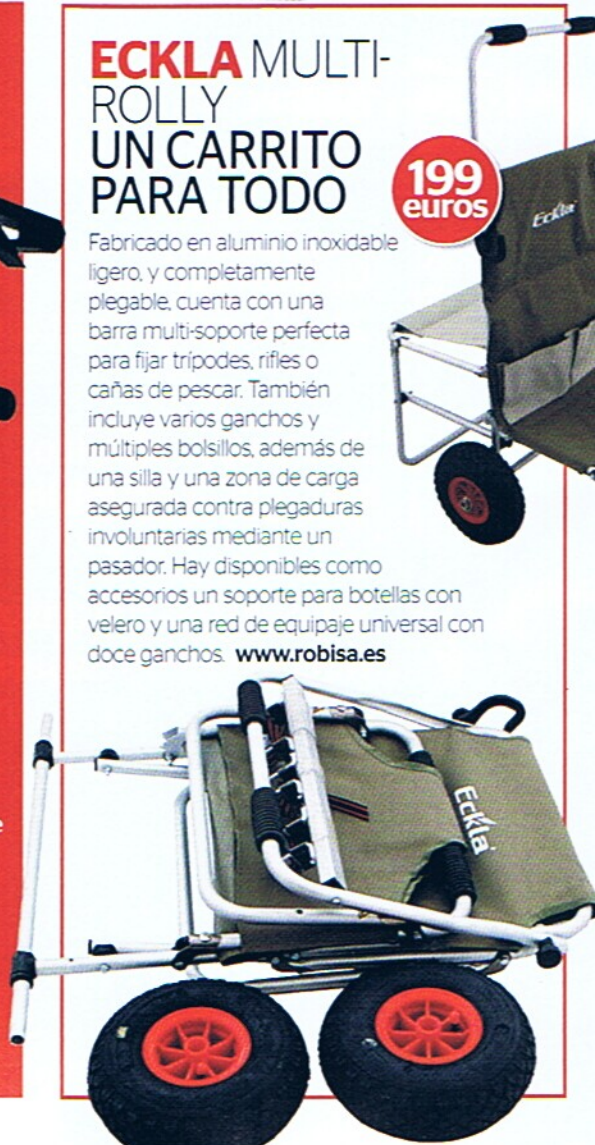 ECKLA MULTI-
ROLLY
UN CARRITO
PARA TODO
199
euros
Fabricado en aluminio inoxidable
ligero, y completamente
plegable, cuenta con una
barra multi-soporte perfecta
para fijar trípodes, rifles o
cañas de pescar. También
incluye varios ganchos y
múltiples bolsillos, además de
una silla y una zona de carga
asegurada contra plegaduras
involuntarias mediante un
pasador. Hay disponibles como
accesorios un soporte para botellas con
velero y una red de equipaje universal con
doce ganchos. www.robisa.es
Eckla
Eckla